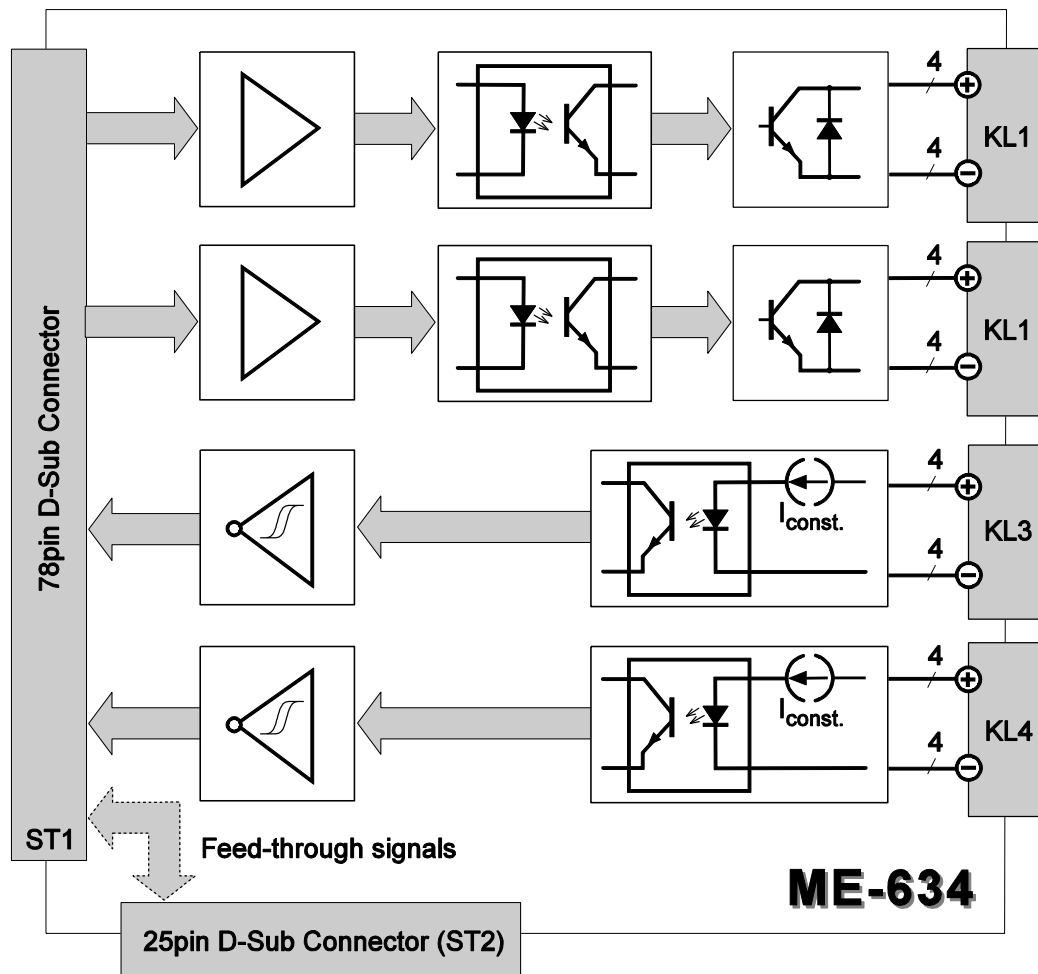 4
+
4
−
KL1
4
+
4
−
KL1
78pin D-Sub Connector
4
+
Iconst.
4
−
KL3
4
+
Iconst.
4
−
KL4
ST1
Feed-through signals
ME-634
25pin D-Sub Connector (ST2)